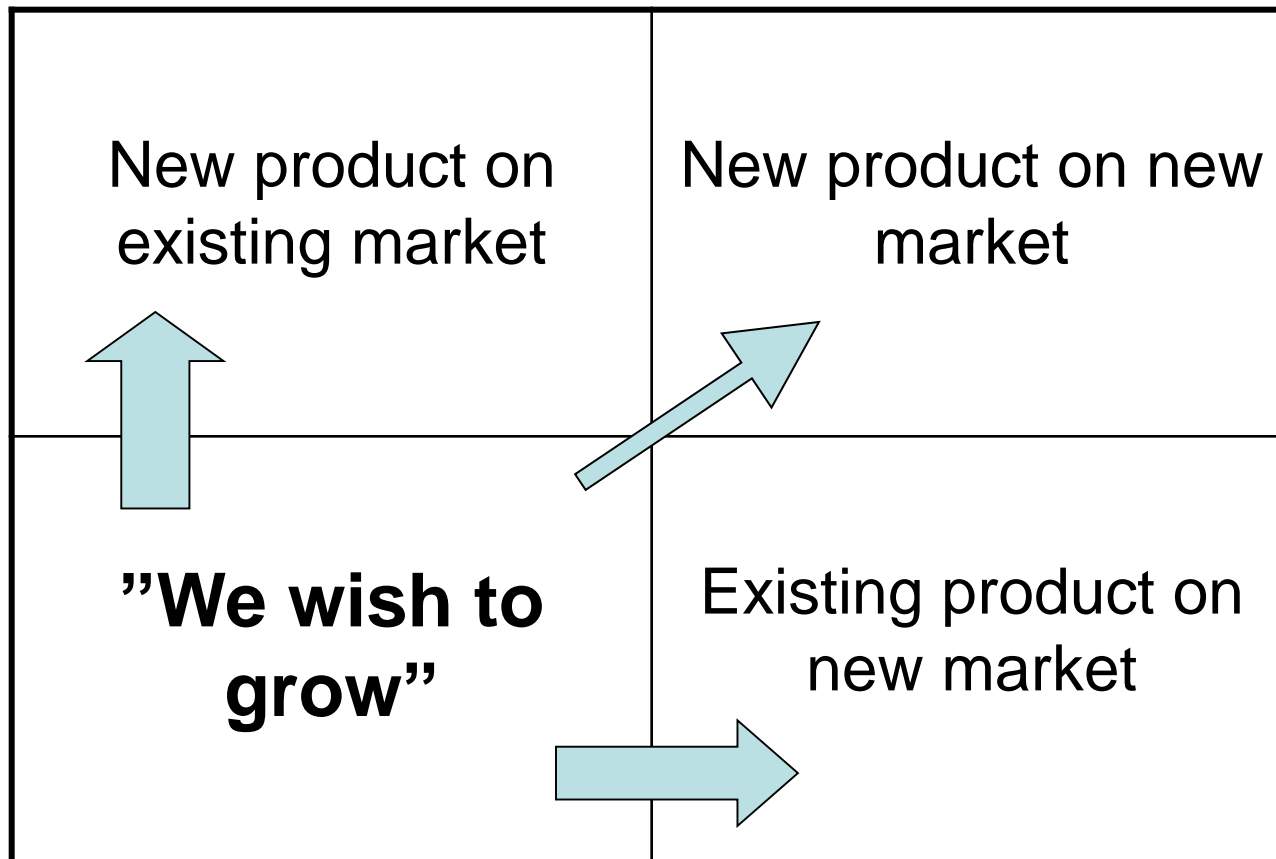 New product on
existing market
New product on new
market
”We wish to
grow”
Existing product on
new market